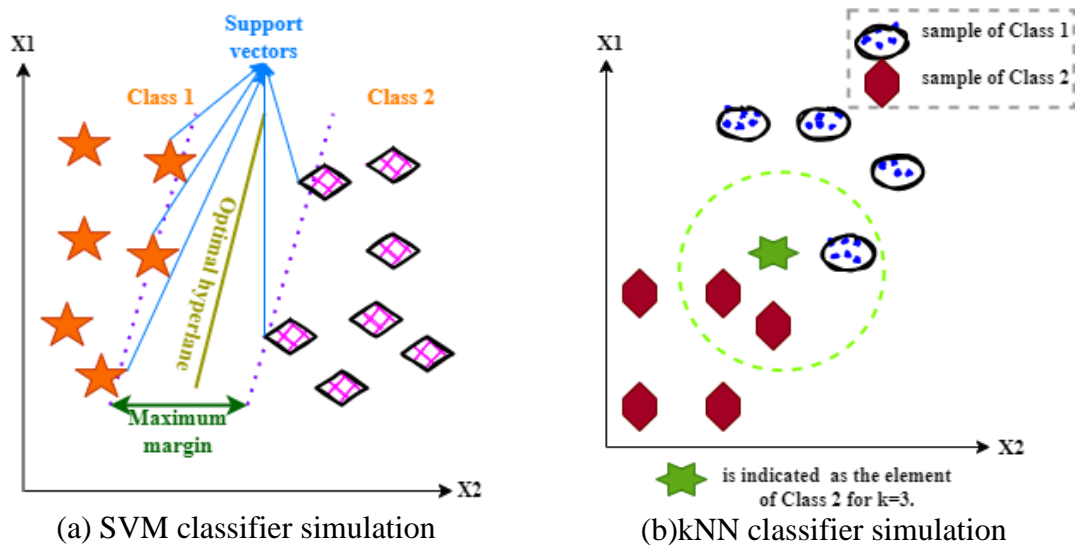 X1
Support
vectors
Class 1
Class 2
Optimal hyperlane
Maximum
margin
X2
(a) SVM classifier simulation
X1
sample of Class 1
sample of Class 2
X2
is indicated as the element
of Class 2 for k=3.
(b)kNN classifier simulation